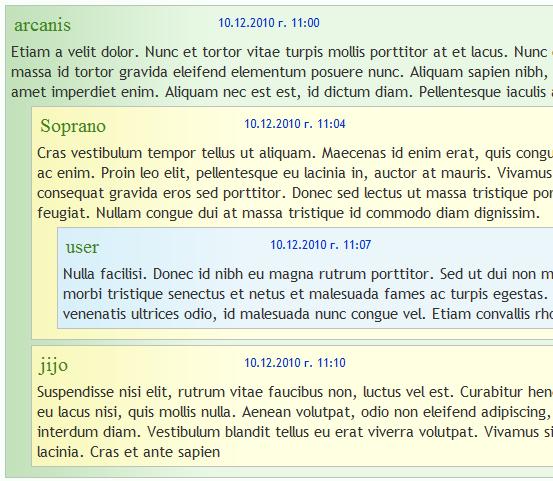 arcanis 10.12.2010 г. 11:00
Etiam a velit dolor. Nunc et tortor vitae turpis mollis porttitor at et lacus. Nunc
massa id tortor gravida eleifend elementum posuere nunc. Aliquam sapien nibh,
amet imperdiet enim. Aliquam nec est est, id dictum diam. Pellentesque iaculis
Soprano 10.12.2010 г. 11:04
Cras vestibulum tempor tellus ut aliquam. Maecenas id enim erat, quis
ac enim. Proin leo elit, pellentesque eu lacinia in, auctor at mauris. Vivamus
consequat gravida eros sed porttitor. Donec sed lectus ut massa tristique
feugiat. Nullam congue dui at massa tristique id commodo diam dignissim.
user 10.12.2010 г. 11:07
Nulla facilisi. Donec id nibh eu magna rutrum porttitor. Sed ut dui non
morbi tristique senectus et netus et malesuada fames ac turpis egestas.
venenatis ultrices odio, id malesuada nunc congue vel. Etiam convallis
jijo 10.12.2010 г. 11:10
Suspendisse nisi elit, rutrum vitae faucibus non, luctus vel est. Curabitur
eu lacus nisi, quis mollis nulla. Aenean volutpat, odio non eleifend adipiscing,
interdum diam. Vestibulum blandit tellus eu erat viverra volutpat. Vivamus
lacinia. Cras et ante sapien